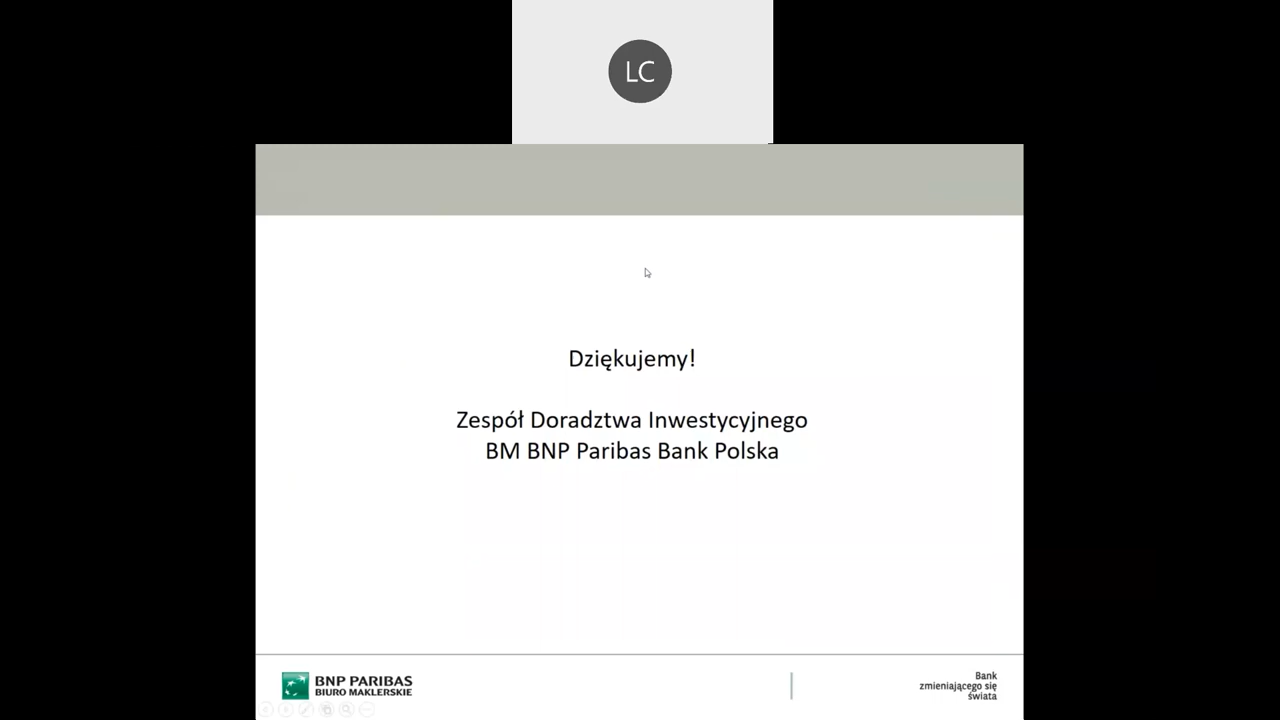 LC
Dziękujemy!
Zespół Doradztwa Inwestycyjnego
BM BNP Paribas Bank Polska
BNP PARIBAS
BIURO MAKLERSKIE
Bank
zmieniającego się
świata